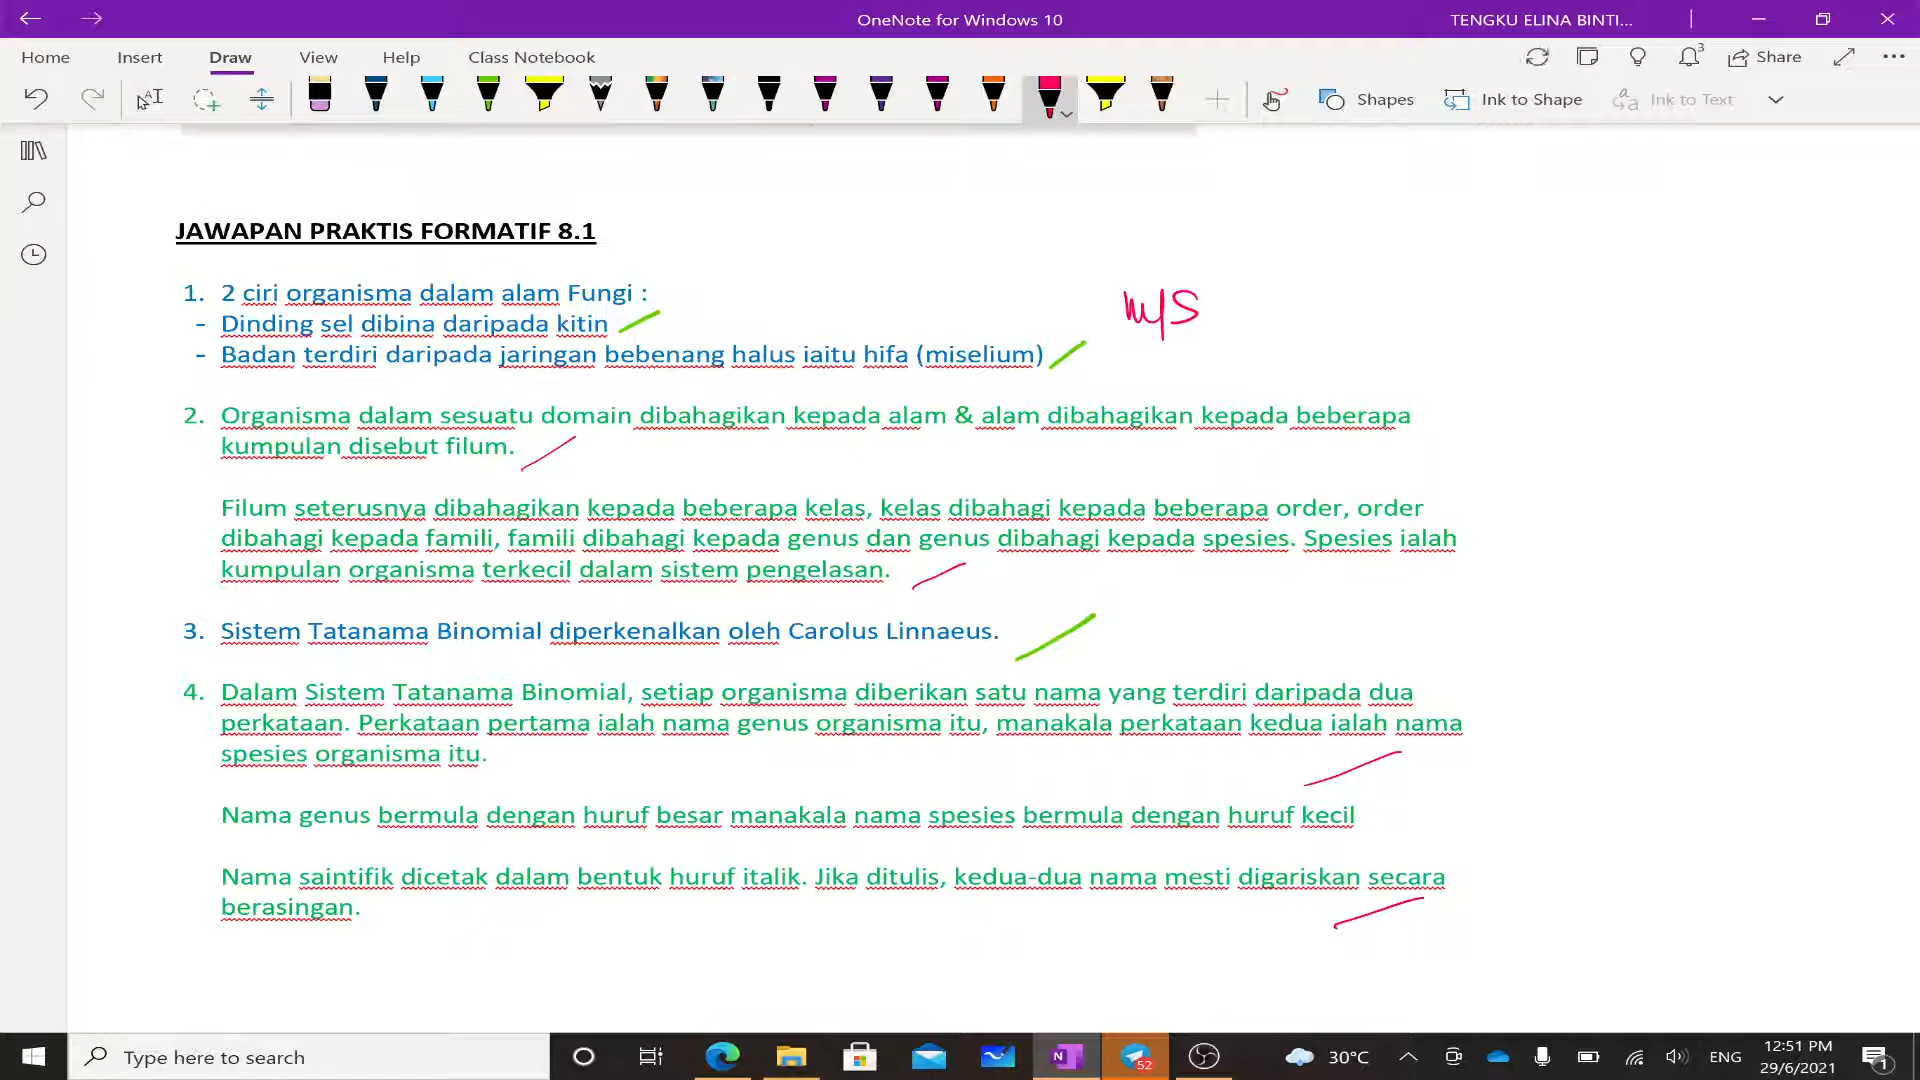 OneNote for Windows 10
TENGKU ELINA BINTI...
Home Insert Draw View Help Class Notebook
3
Share
Shapes Ink to Shape Ink to Text
JAWAPAN PRAKTIS FORMATIF 8.1
1. 2 ciri organisma dalam alam Fungi :
- Dinding sel dibina daripada kitin
- Badan terdiri daripada jaringan bebenang halus iaitu hifa (miselium)
m/s
2. Organisma dalam sesuatu domain dibahagikan kepada alam & alam dibahagikan kepada beberapa
kumpulan disebut filum.
Filum seterusnya dibahagikan kepada beberapa kelas, kelas dibahagi kepada beberapa order, order
dibahagi kepada famili, famili dibahagi kepada genus dan genus dibahagi kepada spesies. Spesies ialah
kumpulan organisma terkecil dalam sistem pengelasan.
3. Sistem Tatanama Binomial diperkenalkan oleh Carolus Linnaeus.
4. Dalam Sistem Tatanama Binomial, setiap organisma diberikan satu nama yang terdiri daripada dua
perkataan. Perkataan pertama ialah nama genus organisma itu, manakala perkataan kedua ialah nama
spesies organisma itu.
Nama genus bermula dengan huruf besar manakala nama spesies bermula dengan huruf kecil
Nama saintifik dicetak dalam bentuk huruf italik. Jika ditulis, kedua-dua nama mesti digariskan secara
berasingan.
Type here to search
N
52
30°C
ENG
12:51 PM
29/6/2021
1